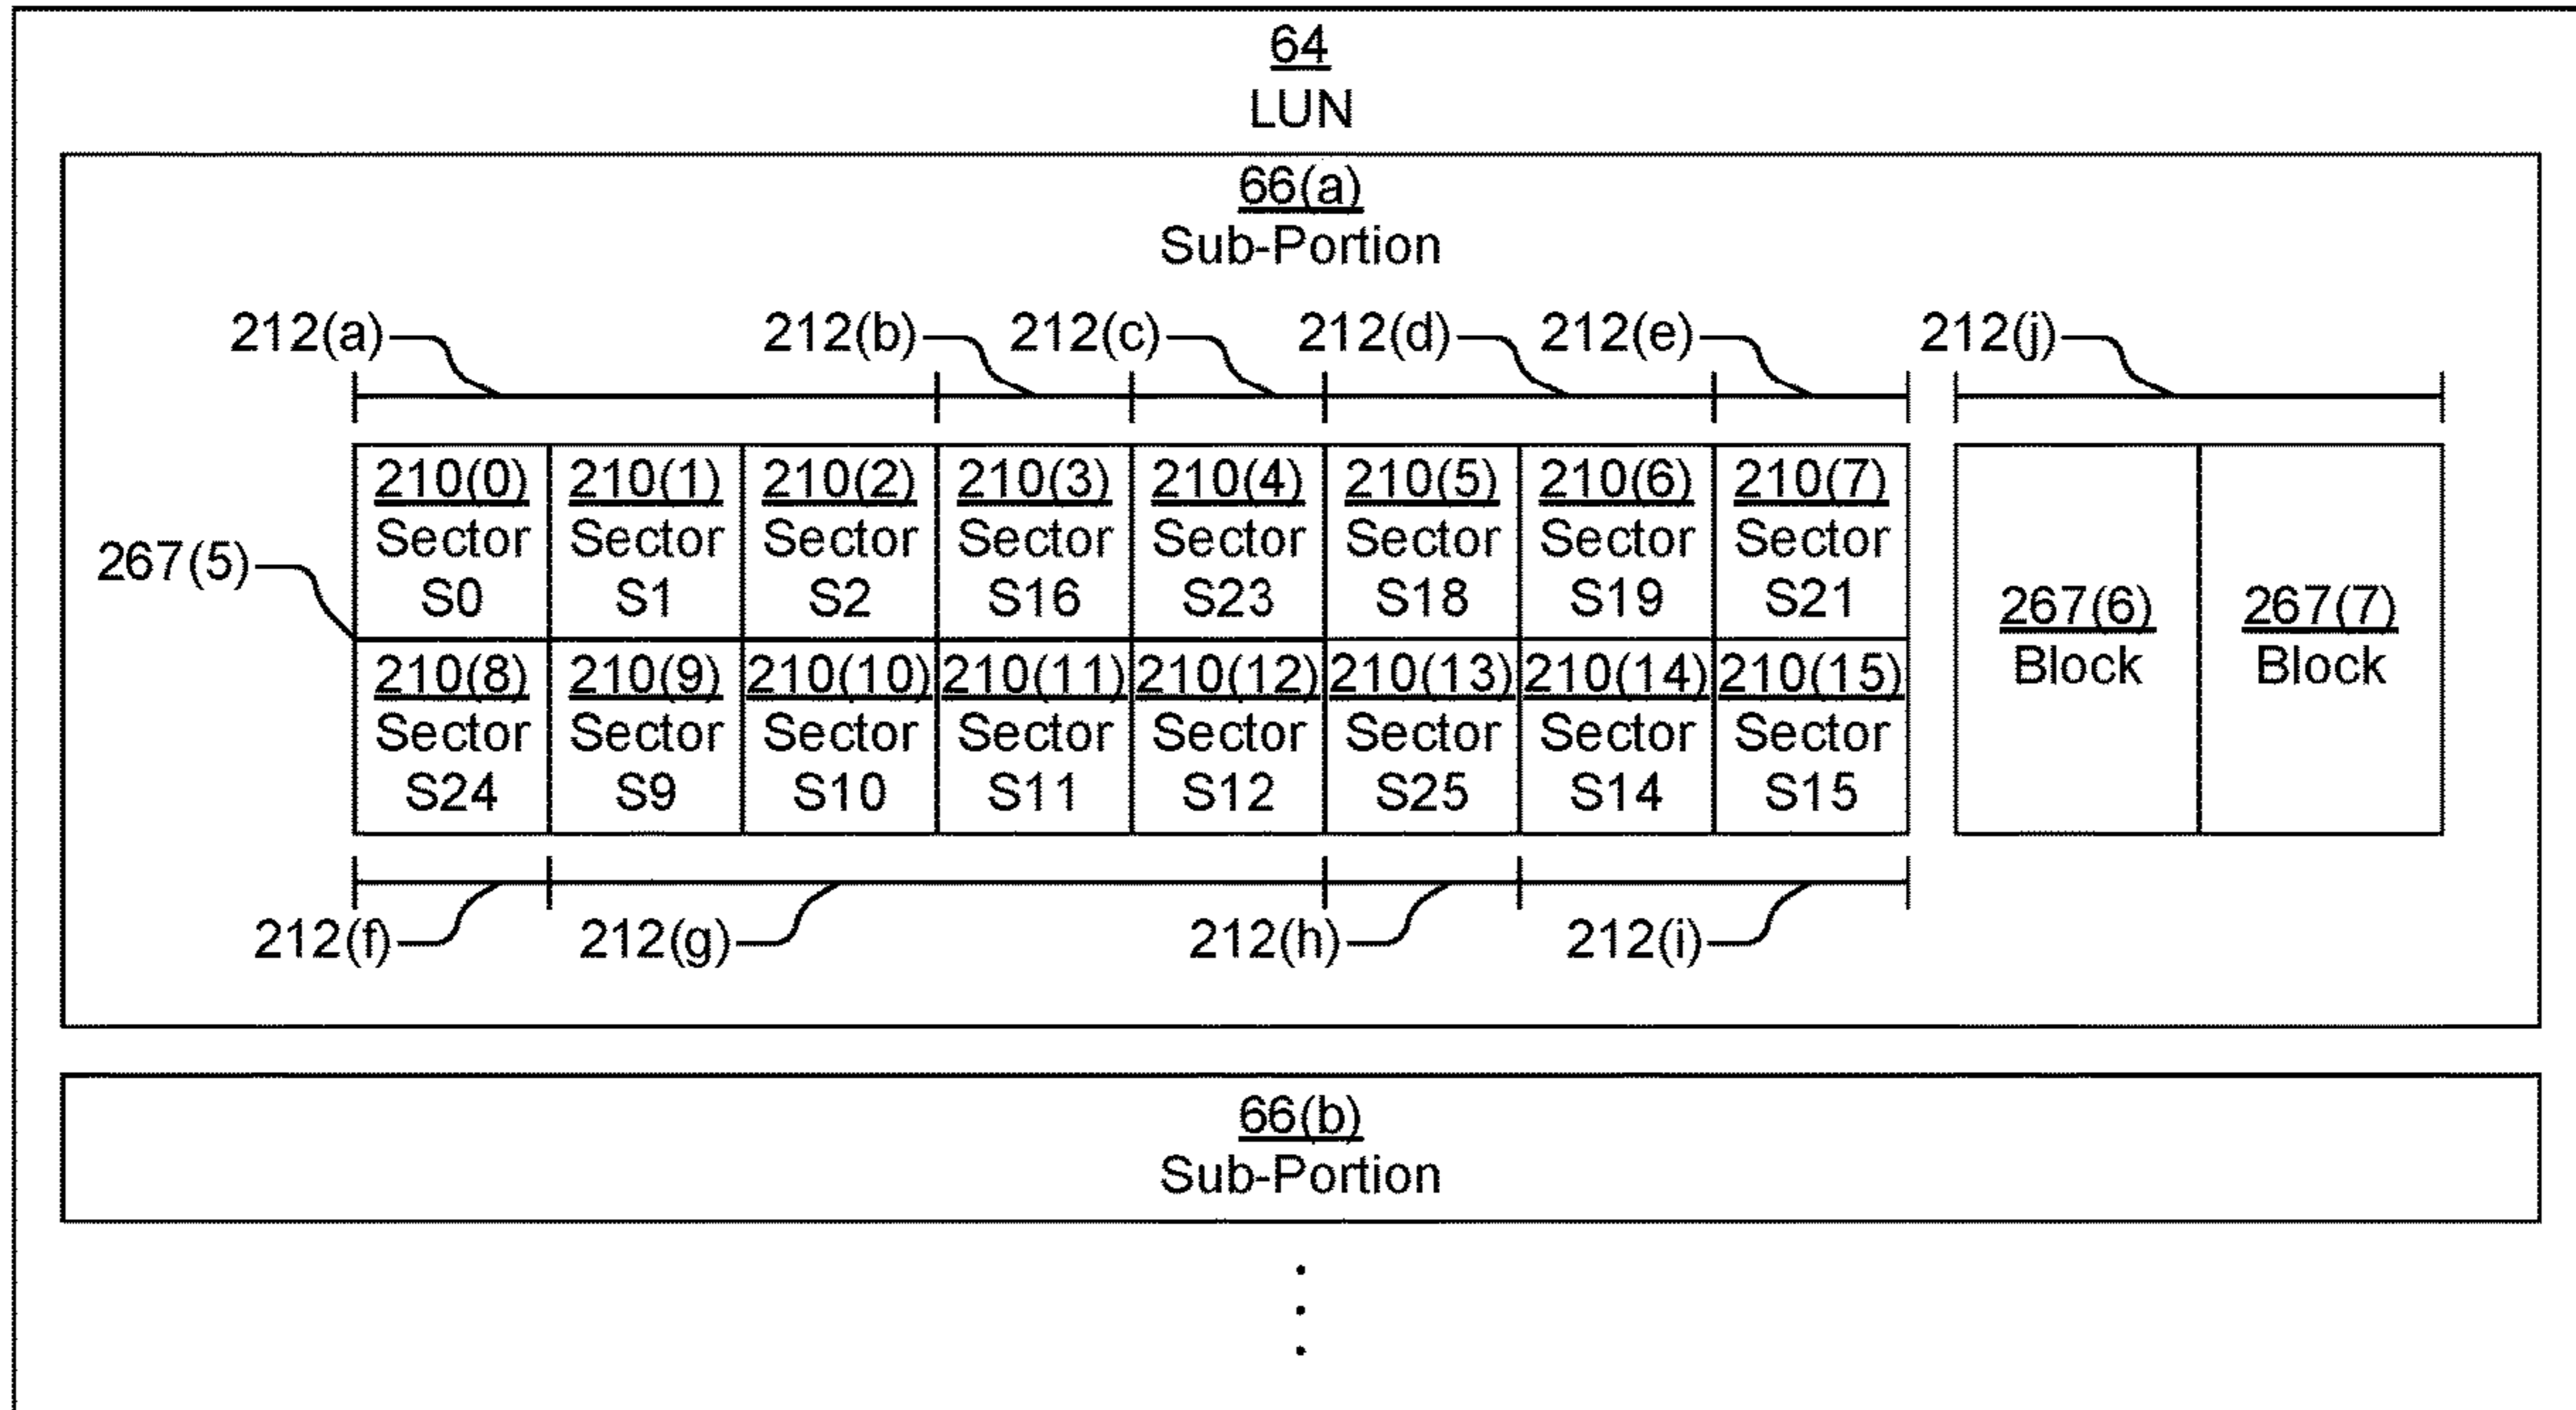 64
LUN
66(a)
Sub-Portion
212(a) 212(b) 212(c) 212(d) 212(e) 212(j)
210(0) 210(1) 210(2) 210(3) 210(4) 210(5) 210(6) 210(7)
Sector Sector Sector Sector Sector Sector Sector Sector
S0 S1 S2 S16 S23 S18 S19 S21
267(5)
210(8) 210(9) 210(10) 210(11) 210(12) 210(13) 210(14) 210(15)
Sector Sector Sector Sector Sector Sector Sector Sector
S24 S9 S10 S11 S12 S25 S14 S15
267(6) 267(7)
Block Block
212(f) 212(g) 212(h) 212(i)
66(b)
Sub-Portion